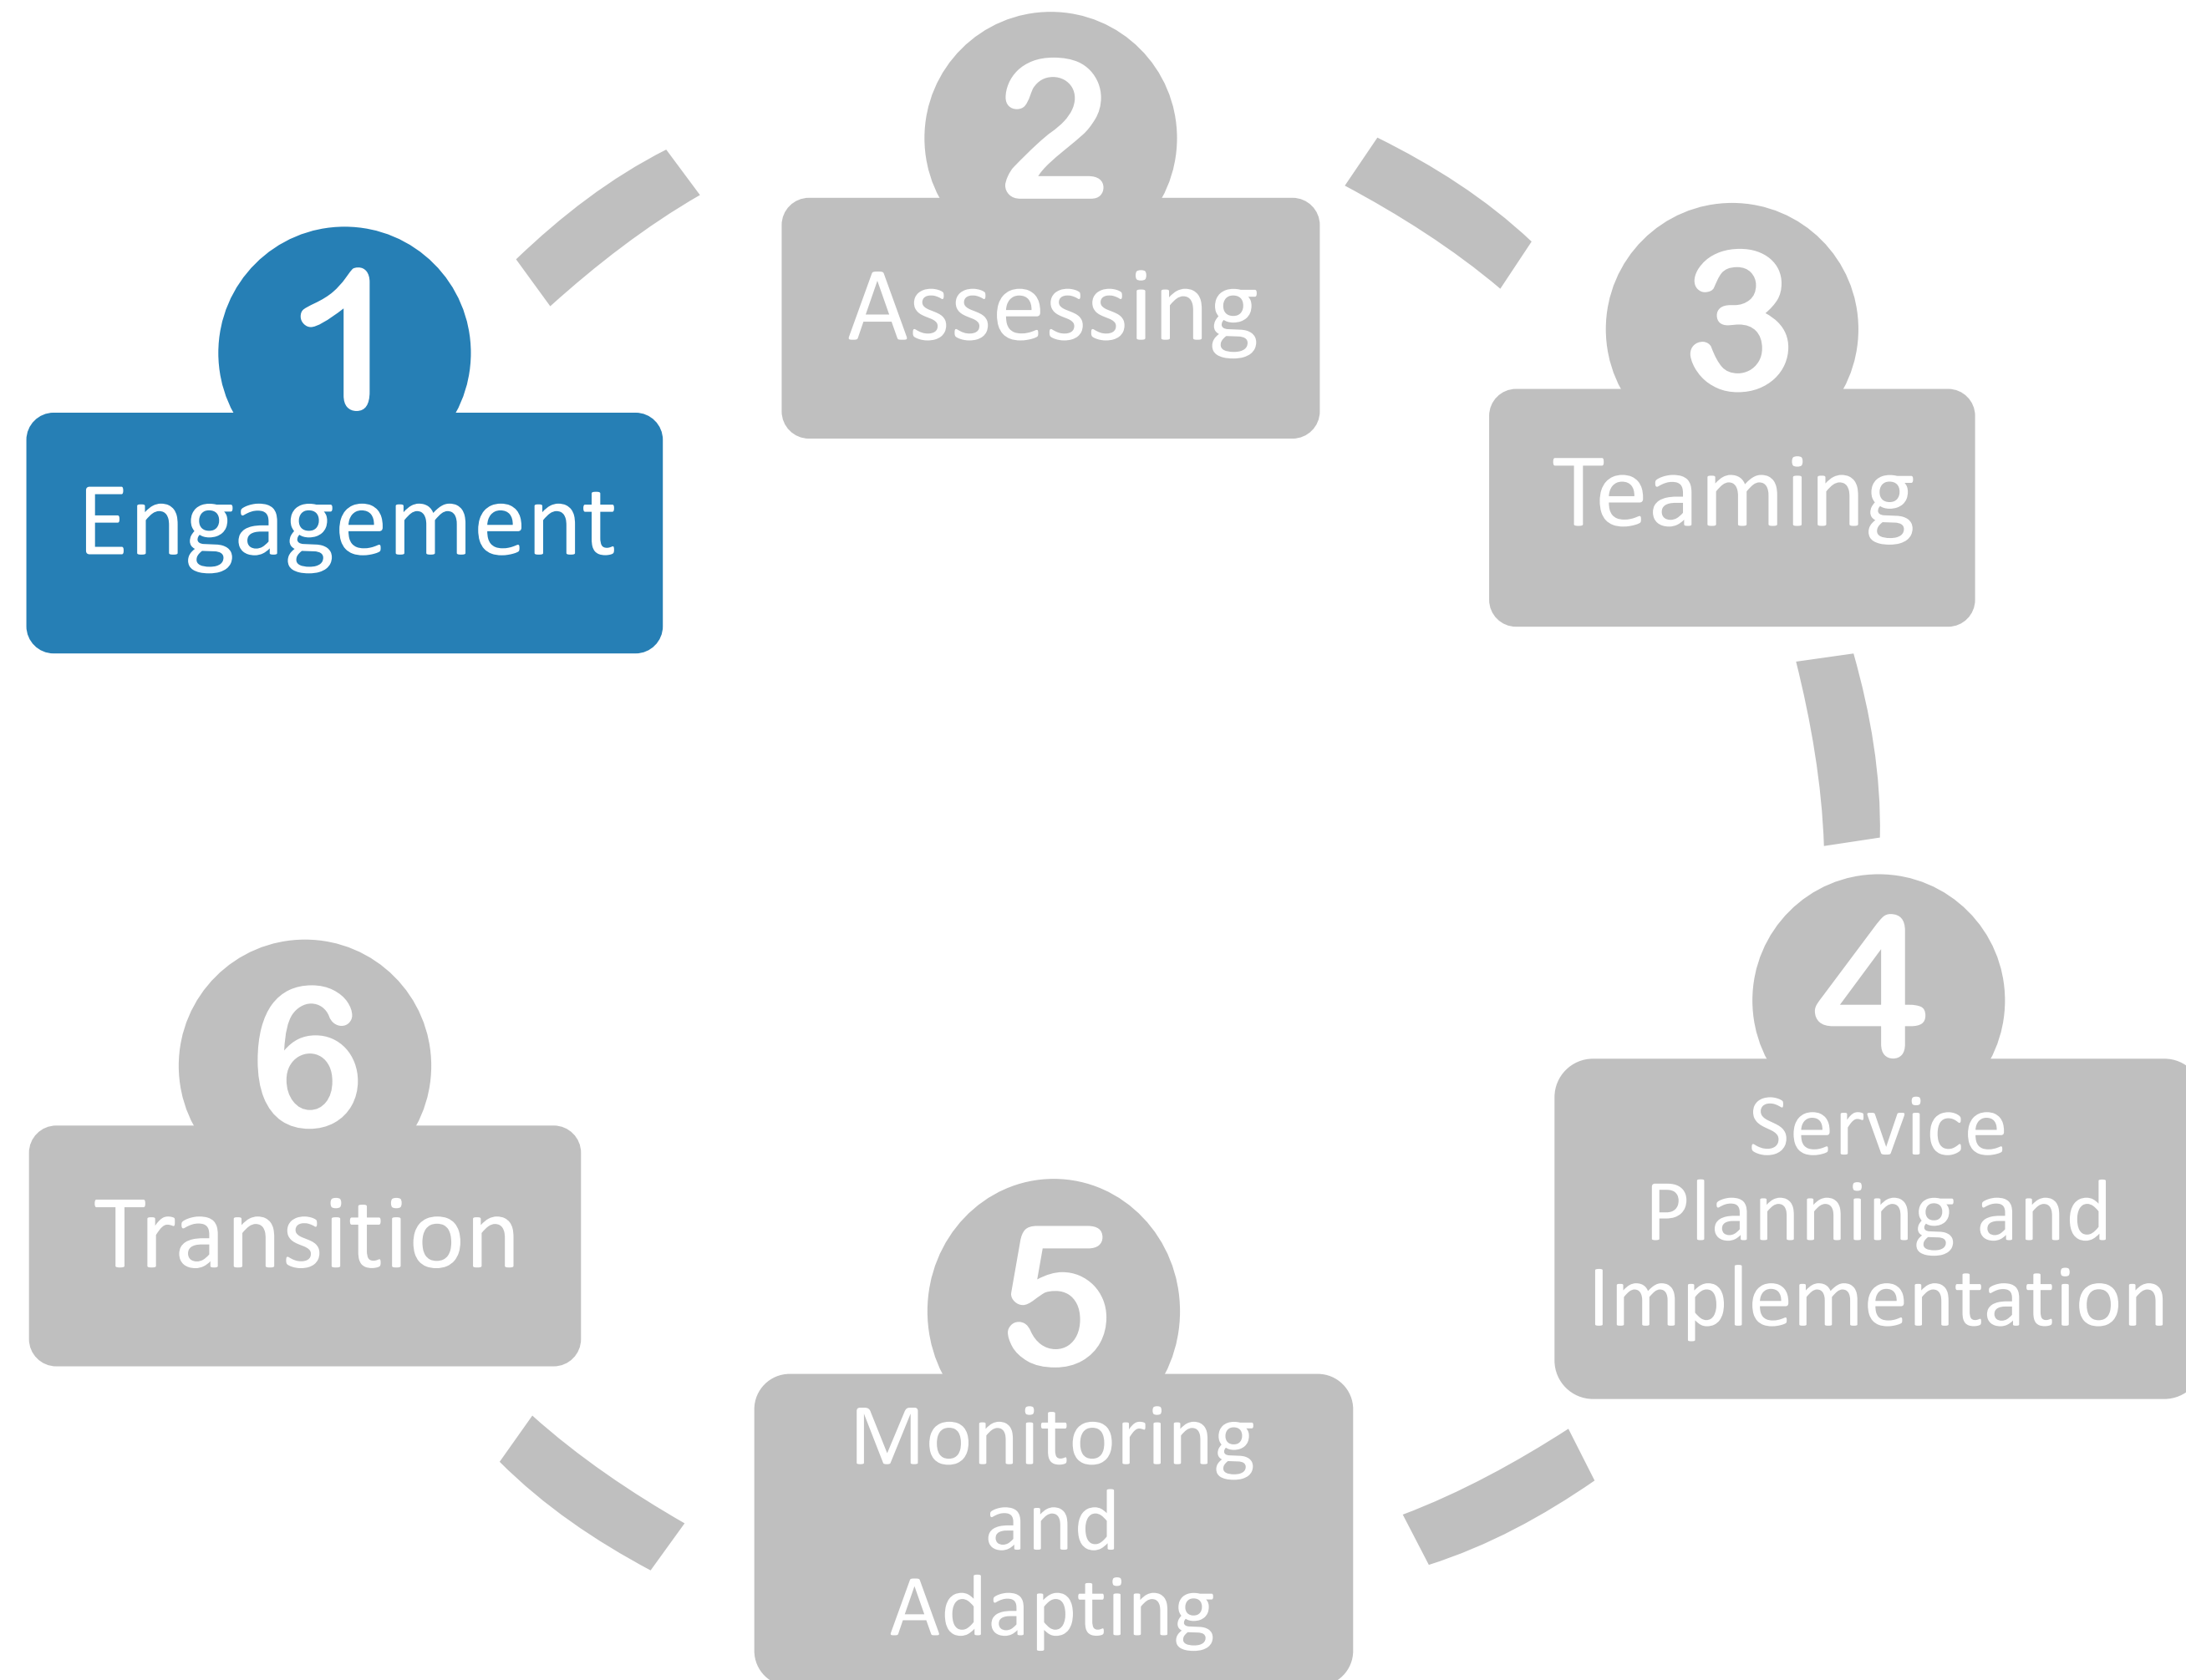 1
Engagement
2
Assessing
3
Teaming
4
Service
Planning and
Implementation
5
Monitoring
and
Adapting
6
Transition